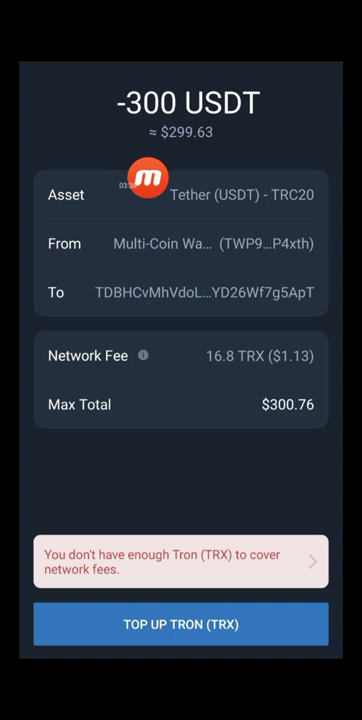 -300 USDT
≈ $299.63
Asset Tether (USDT) - TRC20
From Multi-Coin Wa... (TWP9...P4xth)
To TDBHCvMhVdoL...YD26Wf7g5ApT
Network Fee 16.8 TRX ($1.13)
Max Total $300.76
You don't have enough Tron (TRX) to cover
network fees.
TOP UP TRON (TRX)